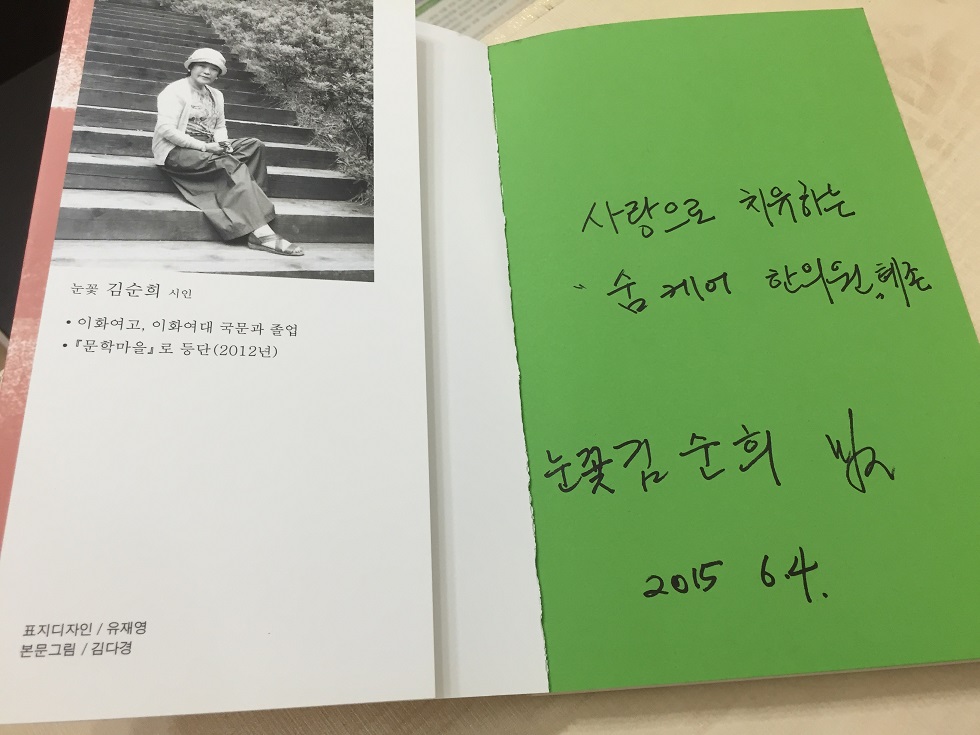 눈꽃 김순희 시인
• 이화여고, 이화여대 국문과 졸업
• 『문학마을』로 등단(2012년)
표지디자인 / 유재영
본문그림 / 김다경
사랑으로 치유하는
숨케어 한의원, 혜존
눈꽃김순희
2015 6.4.